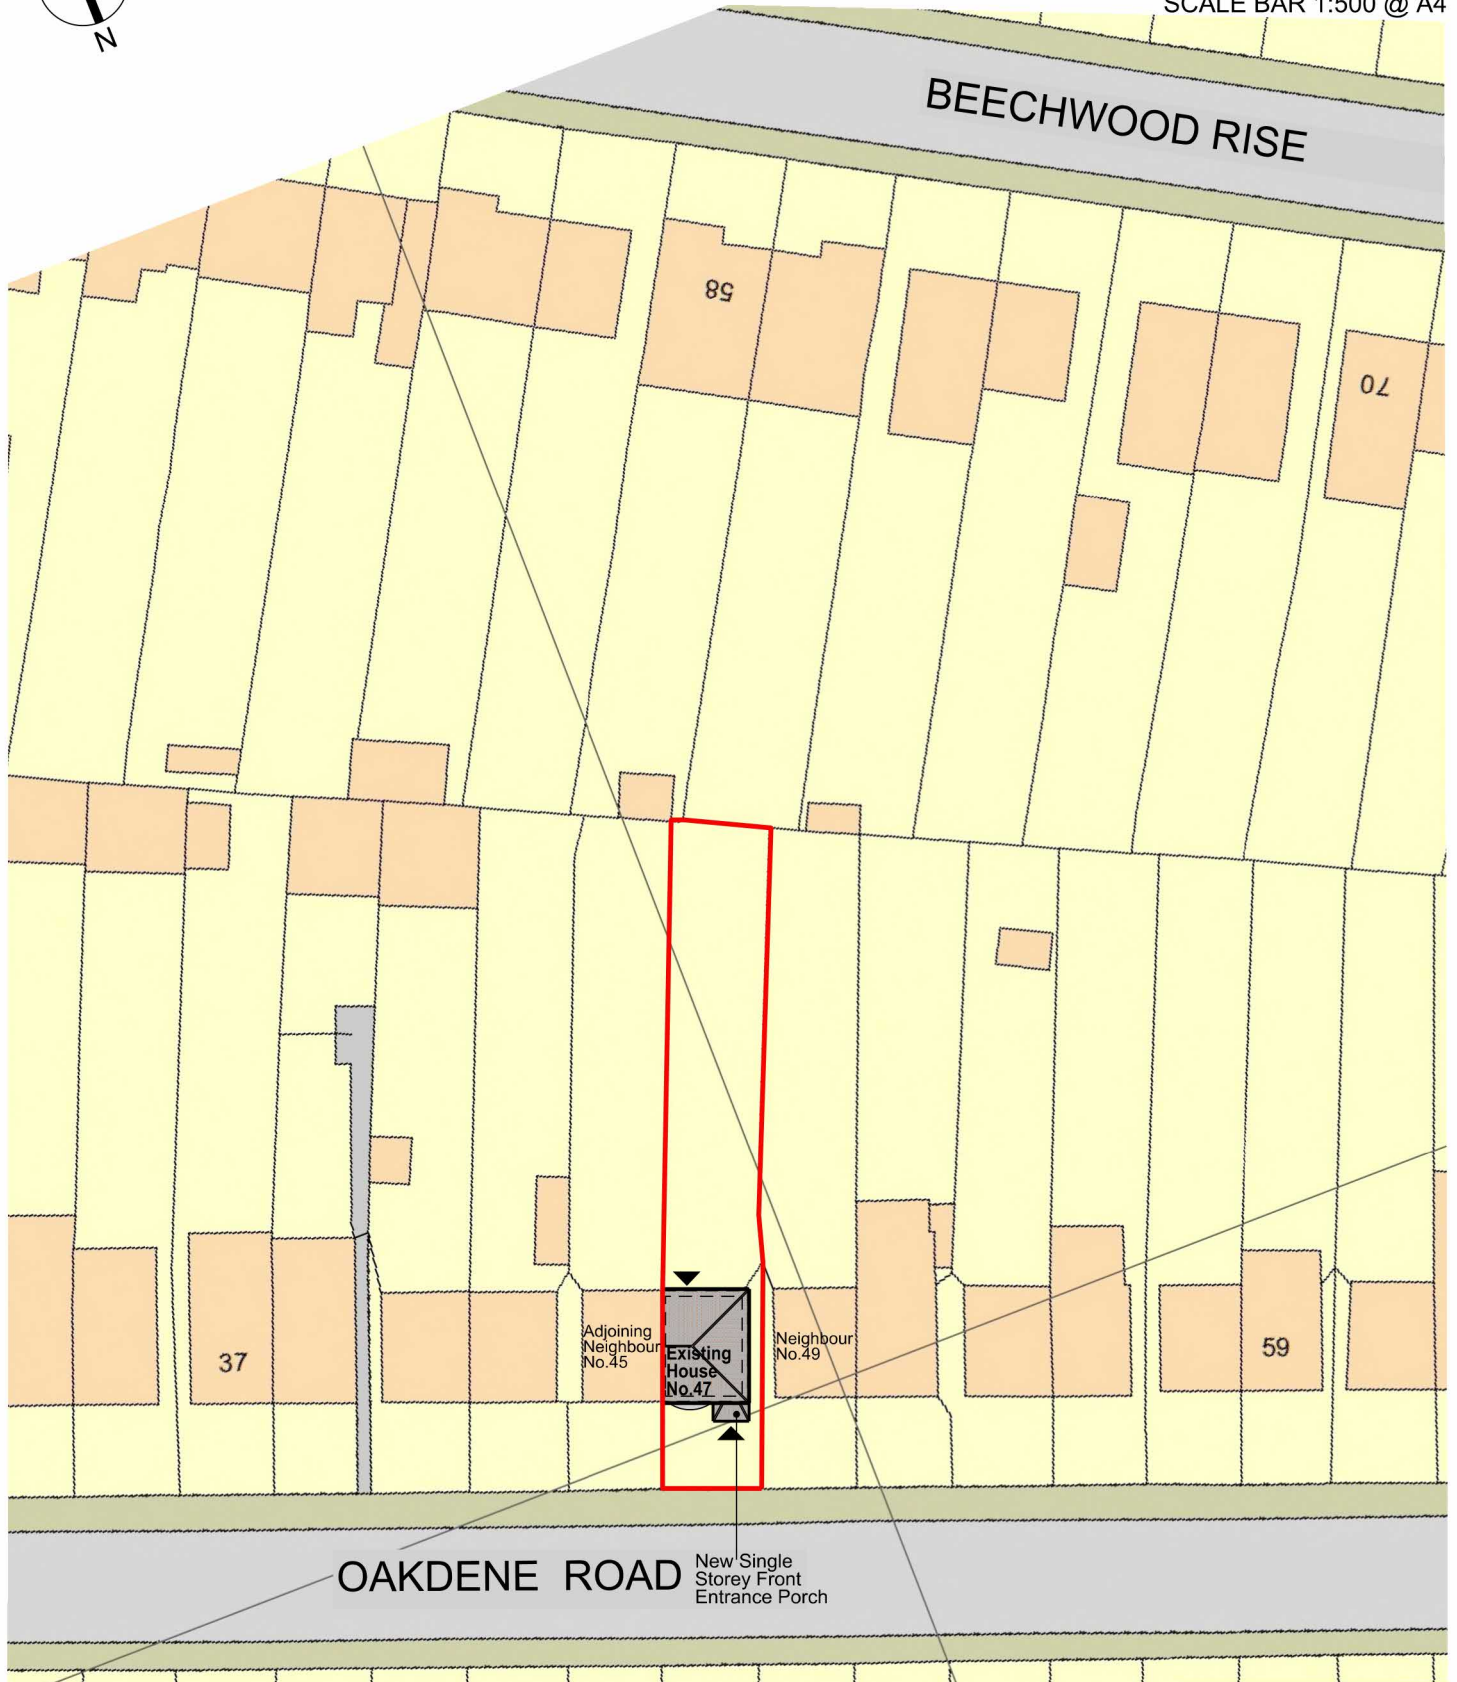 SCALE BAR 1:500 @ A4
N
BEECHWOOD RISE
58
70
37
Adjoining
Neighbour
No.45
Existing
House
No.47
Neighbour
No.49
59
OAKDENE ROAD
New Single
Storey Front
Entrance Porch